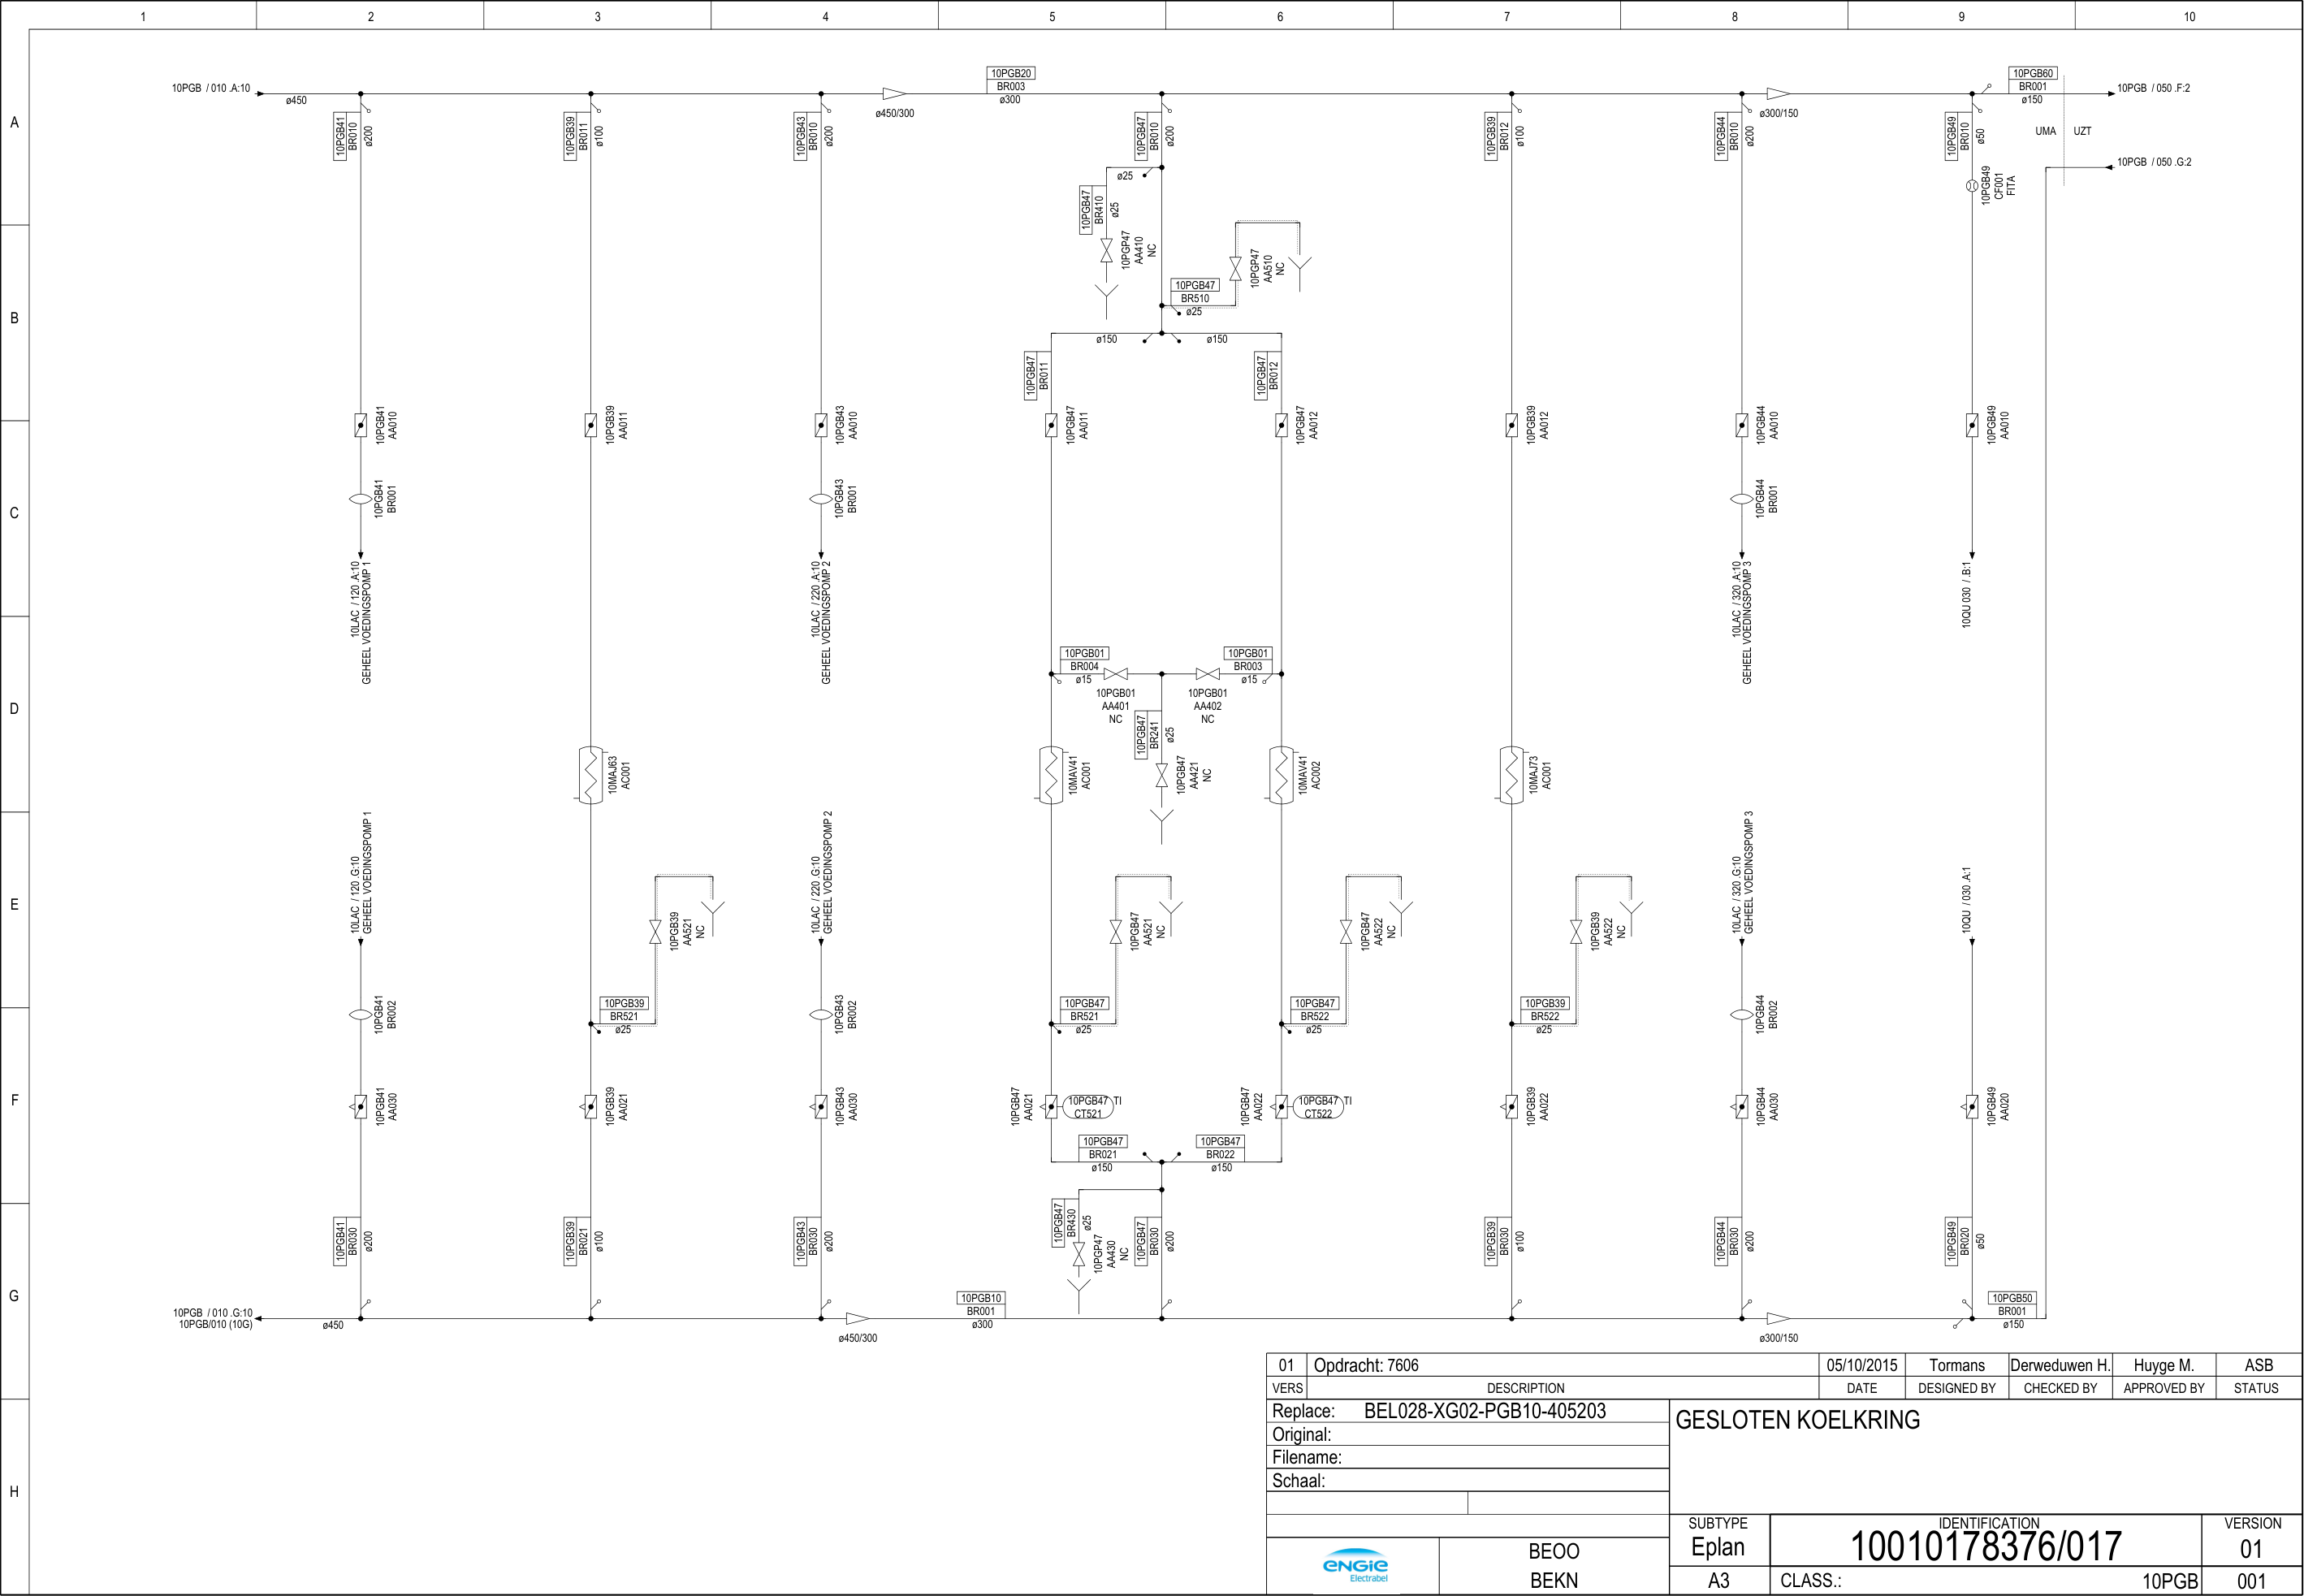 1 2 3 4 5 6 7 8 9 10
A
B
C
D
E
F
G
H
10PGB / 010 .A:10
ø450
ø450/300
10PGB20
BR003
ø300
ø300/150
10PGB60
BR001
ø150
10PGB / 050 .F:2
UMA UZT
10PGB / 050 .G:2
10PGB41
BR010
ø200
10PGB39
BR011
ø100
10PGB43
BR010
ø200
10PGB47
BR010
ø200
10PGB39
BR012
ø100
10PGB44
BR010
ø200
10PGB49
BR010
ø50
10PGB49
CF001
FITA
ø25
10PGB47
BR410
ø25
10PGP47
AA410
NC
10PGP47
AA510
NC
10PGB47
BR510
ø25
ø150
ø150
10PGB47
BR011
10PGB47
BR012
10PGB41
AA010
10PGB39
AA011
10PGB43
AA010
10PGB47
AA011
10PGB47
AA012
10PGB39
AA012
10PGB44
AA010
10PGB49
AA010
10PGB41
BR001
10PGB43
BR001
10PGB44
BR001
10LAC / 120 .A:10
GEHEEL VOEDINGSPOMP 1
10LAC / 220 .A:10
GEHEEL VOEDINGSPOMP 2
10LAC / 320 .A:10
GEHEEL VOEDINGSPOMP 3
10QU 030 / .B:1
10PGB01
BR004
ø15
10PGB01
BR003
ø15
10PGB01
AA401
NC
10PGB01
AA402
NC
10PGB47
BR241
ø25
10PGB47
AA421
NC
10MAJ63
AC001
10MAV41
AC001
10MAV41
AC002
10MAJ73
AC001
10LAC / 120 .G:10
GEHEEL VOEDINGSPOMP 1
10LAC / 220 .G:10
GEHEEL VOEDINGSPOMP 2
10LAC / 320 .G:10
GEHEEL VOEDINGSPOMP 3
10QU / 030 .A:1
10PGB39
AA521
NC
10PGB47
AA521
NC
10PGB47
AA522
NC
10PGB39
AA522
NC
10PGB41
BR002
10PGB39
BR521
ø25
10PGB43
BR002
10PGB47
BR521
ø25
10PGB47
BR522
ø25
10PGB39
BR522
ø25
10PGB44
BR002
10PGB41
AA030
10PGB39
AA021
10PGB43
AA030
10PGB47
AA021
10PGB47 TI
CT521
10PGB47
AA022
10PGB47 TI
CT522
10PGB39
AA022
10PGB44
AA030
10PGB49
AA020
10PGB47
BR021
ø150
10PGB47
BR022
ø150
10PGB41
BR030
ø200
10PGB39
BR021
ø100
10PGB43
BR030
ø200
10PGB47
BR430
ø25
10PGP47
AA430
NC
10PGB47
BR030
ø200
10PGB39
BR030
ø100
10PGB44
BR030
ø200
10PGB49
BR020
ø50
10PGB / 010 .G:10
10PGB/010 (10G)
ø450
ø450/300
10PGB10
BR001
ø300
ø300/150
10PGB50
BR001
ø150
01 Opdracht: 7606 05/10/2015 Tormans Derweduwen H. Huyge M. ASB
VERS DESCRIPTION DATE DESIGNED BY CHECKED BY APPROVED BY STATUS
Replace: BEL028-XG02-PGB10-405203
Original:
Filename:
Schaal:
GESLOTEN KOELKRING
SUBTYPE IDENTIFICATION VERSION
Eplan 10010178376/017 01
A3 CLASS.: 10PGB 001
ENGIE
Electrabel
BEOO
BEKN